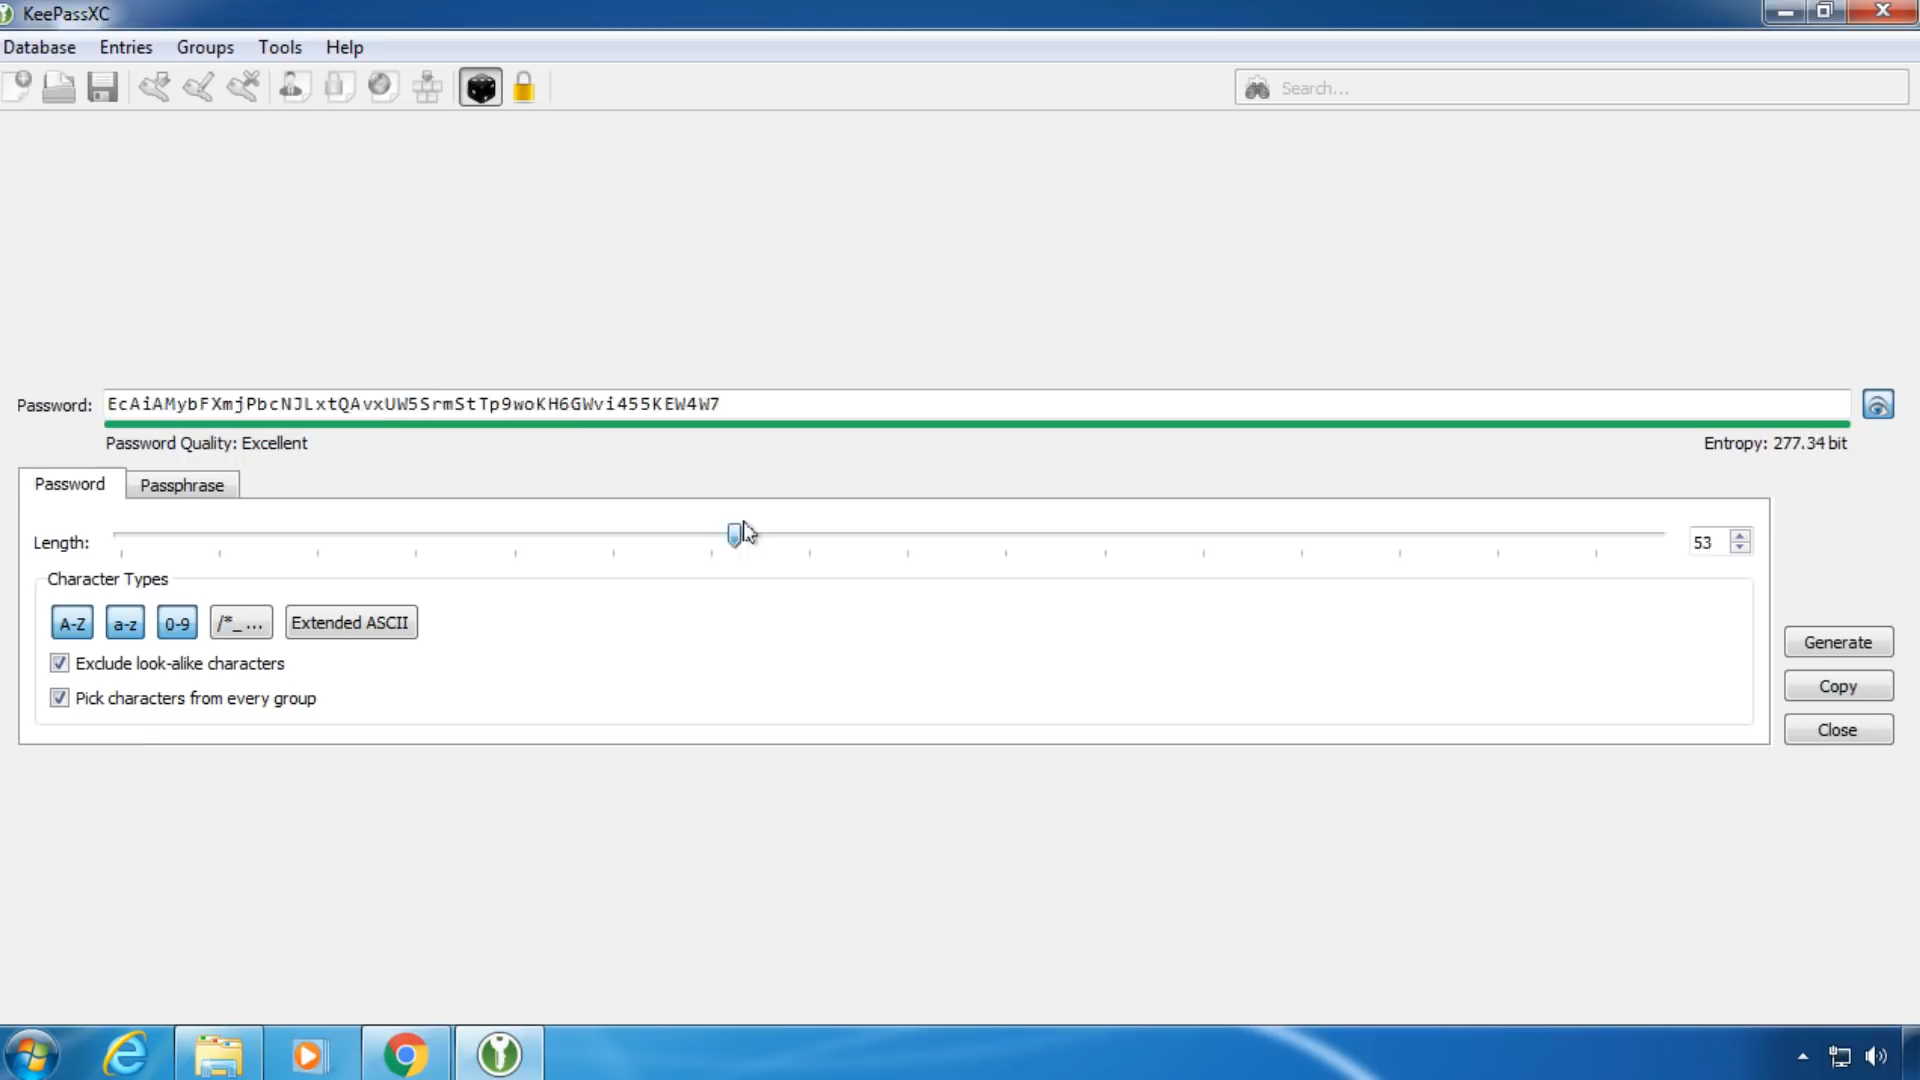 KeePassXC
Database Entries Groups Tools Help
Search...
Password: EcAiAMybFXmjPbcNJLxtQAvxUW5SrmStTp9woKH6GWvi455KEW4W7
Password Quality: Excellent Entropy: 277.34 bit
Password Passphrase
Length: 53
Character Types
A-Z a-z 0-9 /*_ ... Extended ASCII
Exclude look-alike characters
Pick characters from every group
Generate
Copy
Close